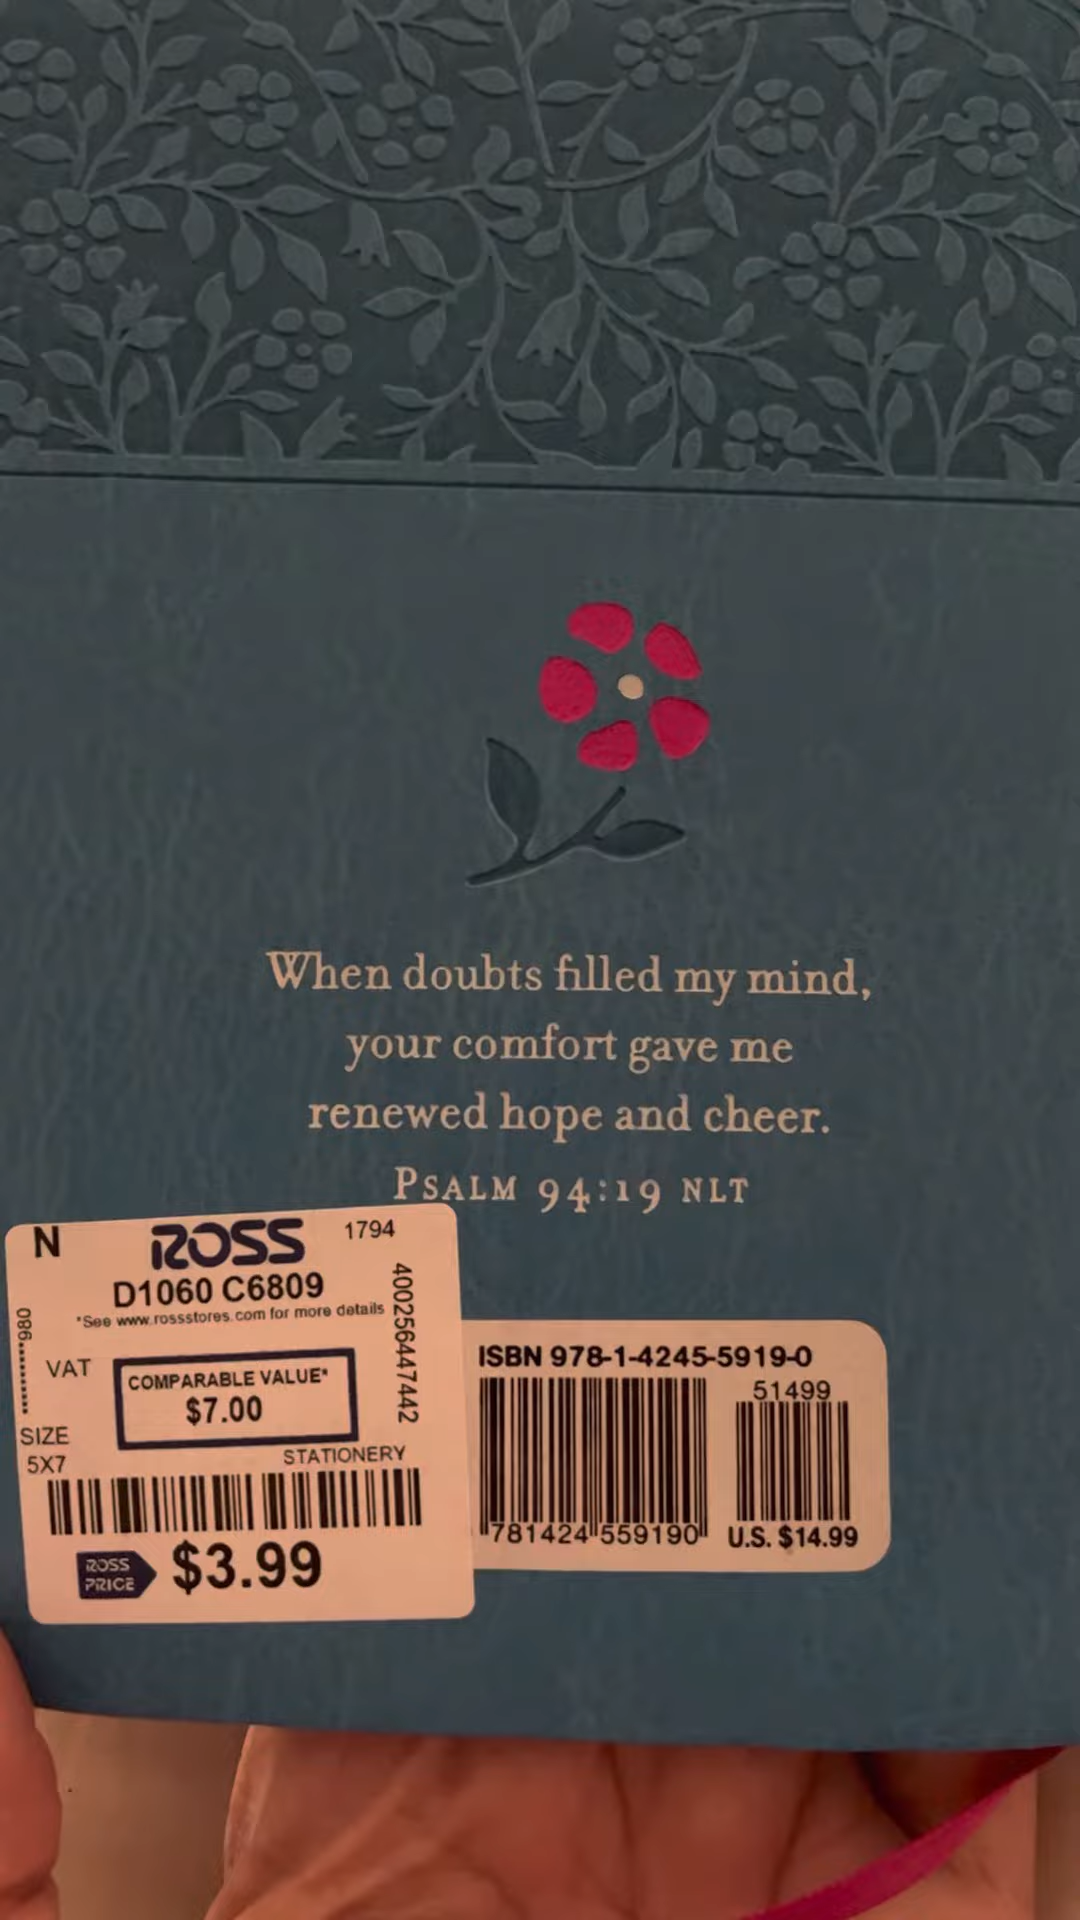 When doubts filled my mind,
your comfort gave me
renewed hope and cheer.
PSALM 94:19 NLT
N ROSS 1794
D1060 C6809
*See www.rossstores.com for more details
400256447442
**********980
VAT
COMPARABLE VALUE*
$7.00
SIZE
5X7
STATIONERY
ROSS
PRICE
$3.99
ISBN 978-1-4245-5919-0
51499
781424 559190
U.S. $14.99